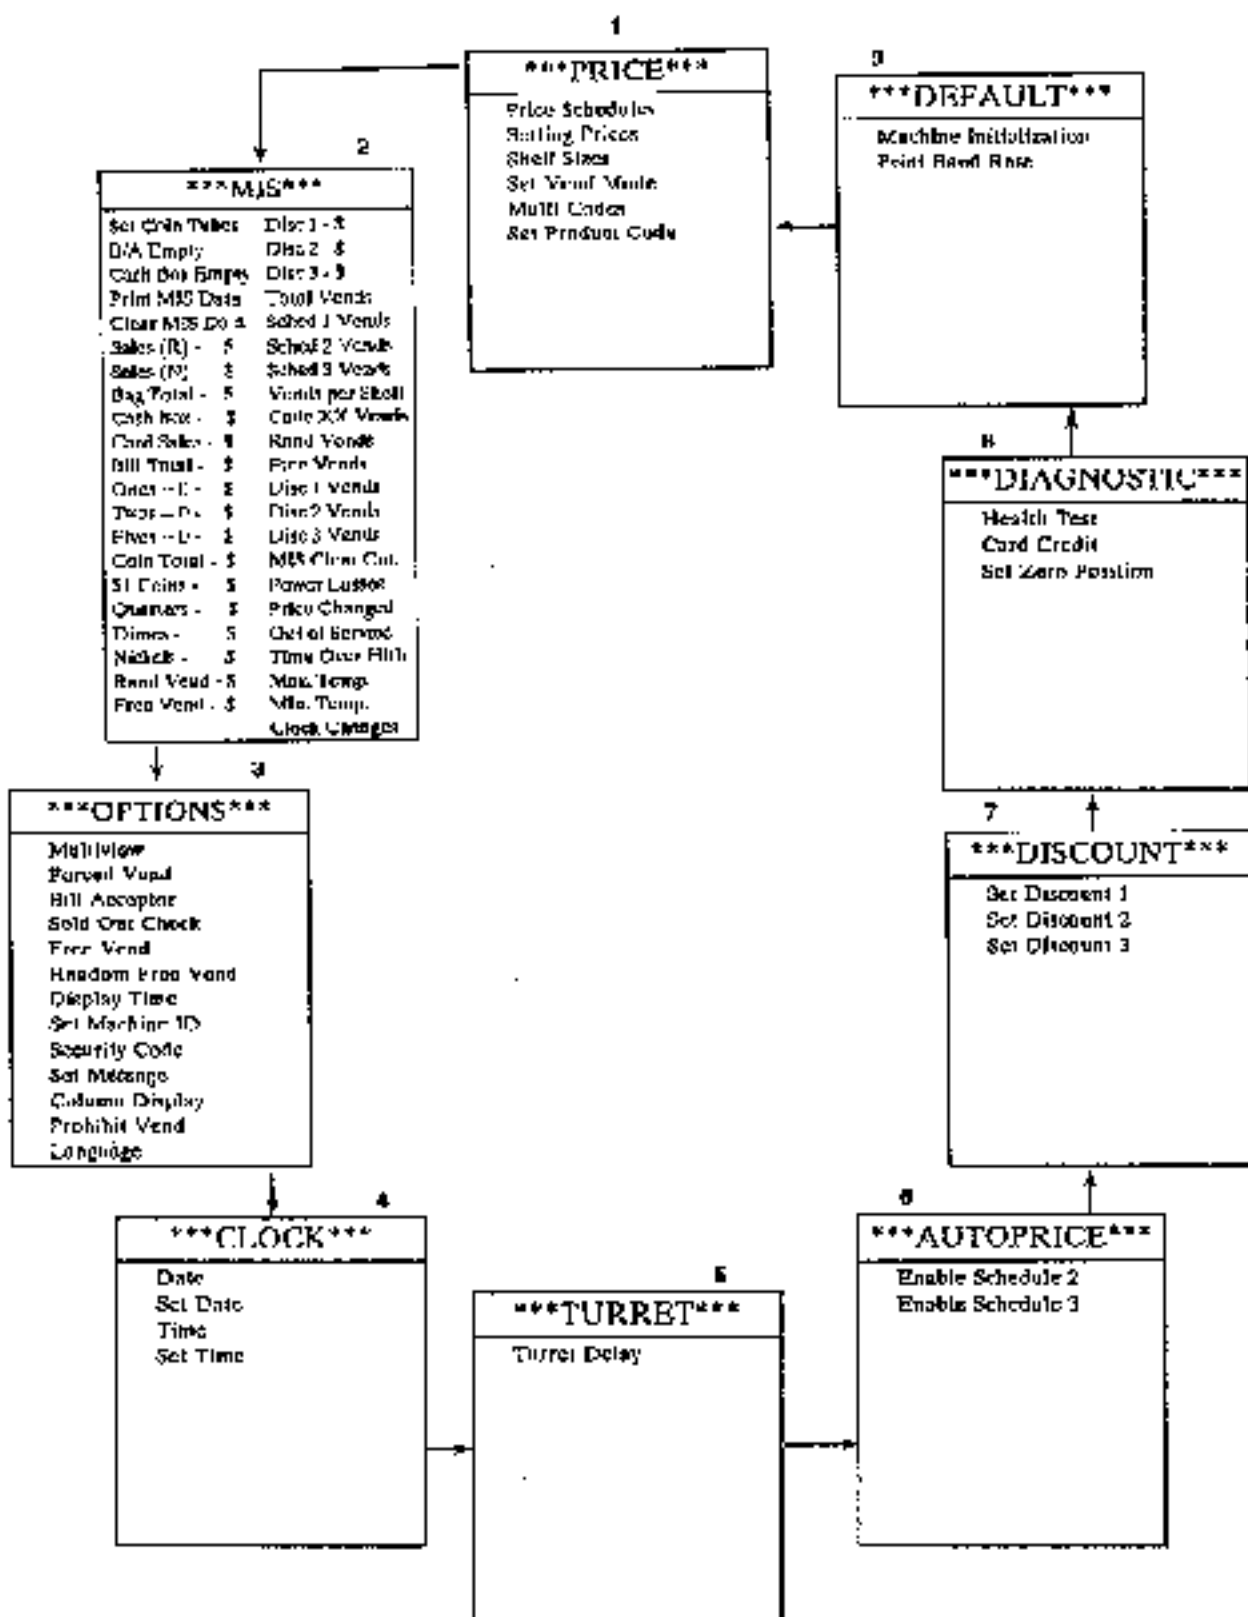 1
***PRICE***
Price Schedules
Setting Prices
Shelf Sizes
Set Vend Mode
Multi Codes
Set Product Code
2
***MIS***
Set Coin Tubes Disc 1 - $
B/A Empty Disc 2 - $
Cash Box Empty Disc 3 - $
Print MIS Data Total Vends
Clear MIS Sched 1 Vends
Sales (R) - $ Sched 2 Vends
Sales (N) $ Sched 3 Vends
Bag Total - $ Vends per Shelf
Cash Box - $ Code XX Vends
Card Sales - $ Rand Vends
Bill Total - $ Free Vends
Ones - $ Disc 1 Vends
Twos - $ Disc 2 Vends
Fives - $ Disc 3 Vends
Coin Total - $ MIS Clear Cnt.
$1 Coins - $ Power Losses
Quarters - $ Price Changed
Dimes - $ Out of Service
Nickels - $ Time Over
Rand Vend - $ Max. Temp.
Free Vend - $ Min. Temp.
Clock Changes
3
***OPTIONS***
Multiview
Forced Vend
Bill Acceptor
Sold Out Check
Free Vend
Random Free Vend
Display Time
Set Machine ID
Security Code
Set Message
Column Display
Prohibit Vend
Language
4
***CLOCK***
Date
Set Date
Time
Set Time
5
***TURRET***
Turret Delay
6
***AUTOPRICE***
Enable Schedule 2
Enable Schedule 3
7
***DISCOUNT***
Set Discount 1
Set Discount 2
Set Discount 3
8
***DIAGNOSTIC***
Health Test
Card Credit
Set Zero Position
9
***DEFAULT***
Machine Initialization
Print Baud Rate